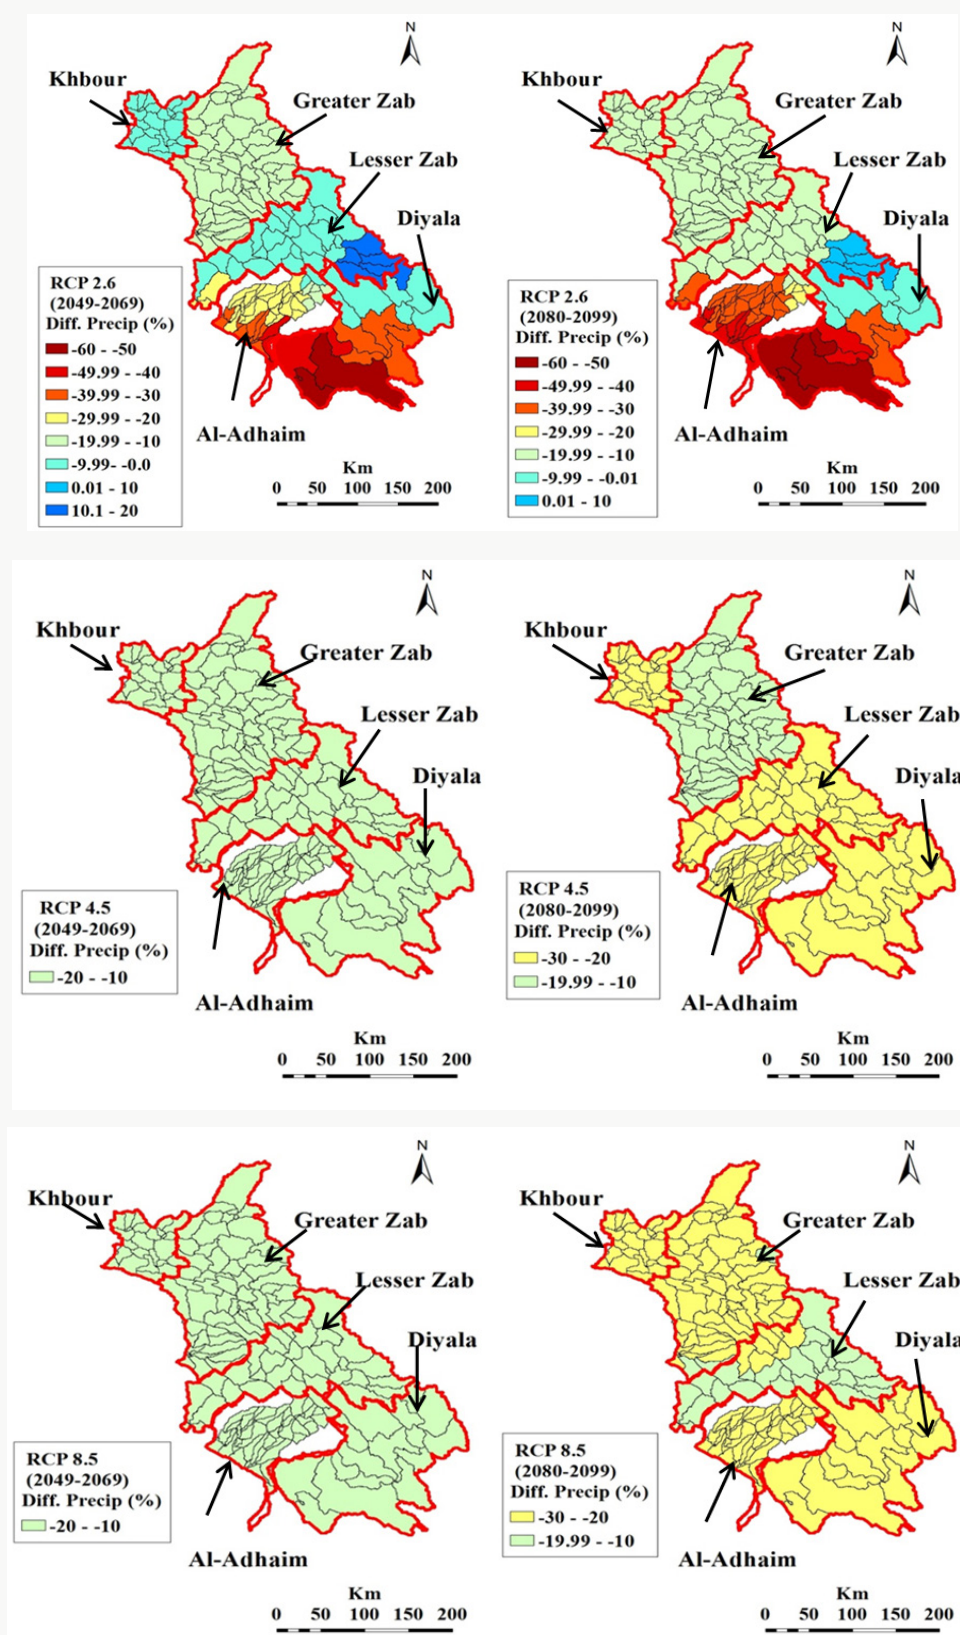 N
Khbour
Greater Zab
Lesser Zab
Diyala
RCP 2.6
(2049-2069)
Diff. Precip (%)
-60 - -50
-49.99 - -40
-39.99 - -30
-29.99 - -20
-19.99 - -10
-9.99- -0.0
0.01 - 10
10.1 - 20
Al-Adhaim
Km
0 50 100 150 200
N
Khbour
Greater Zab
Lesser Zab
Diyala
RCP 2.6
(2080-2099)
Diff. Precip (%)
-60 - -50
-49.99 - -40
-39.99 - -30
-29.99 - -20
-19.99 - -10
-9.99 - -0.01
0.01 - 10
Al-Adhaim
Km
0 50 100 150 200
N
Khbour
Greater Zab
Lesser Zab
Diyala
RCP 4.5
(2049-2069)
Diff. Precip (%)
-20 - -10
Al-Adhaim
Km
0 50 100 150 200
N
Khbour
Greater Zab
Lesser Zab
Diyala
RCP 4.5
(2080-2099)
Diff. Precip (%)
-30 - -20
-19.99 - -10
Al-Adhaim
Km
0 50 100 150 200
N
Khbour
Greater Zab
Lesser Zab
Diyala
RCP 8.5
(2049-2069)
Diff. Precip (%)
-20 - -10
Al-Adhaim
Km
0 50 100 150 200
N
Khbour
Greater Zab
Lesser Zab
Diyala
RCP 8.5
(2080-2099)
Diff. Precip (%)
-30 - -20
-19.99 - -10
Al-Adhaim
Km
0 50 100 150 200